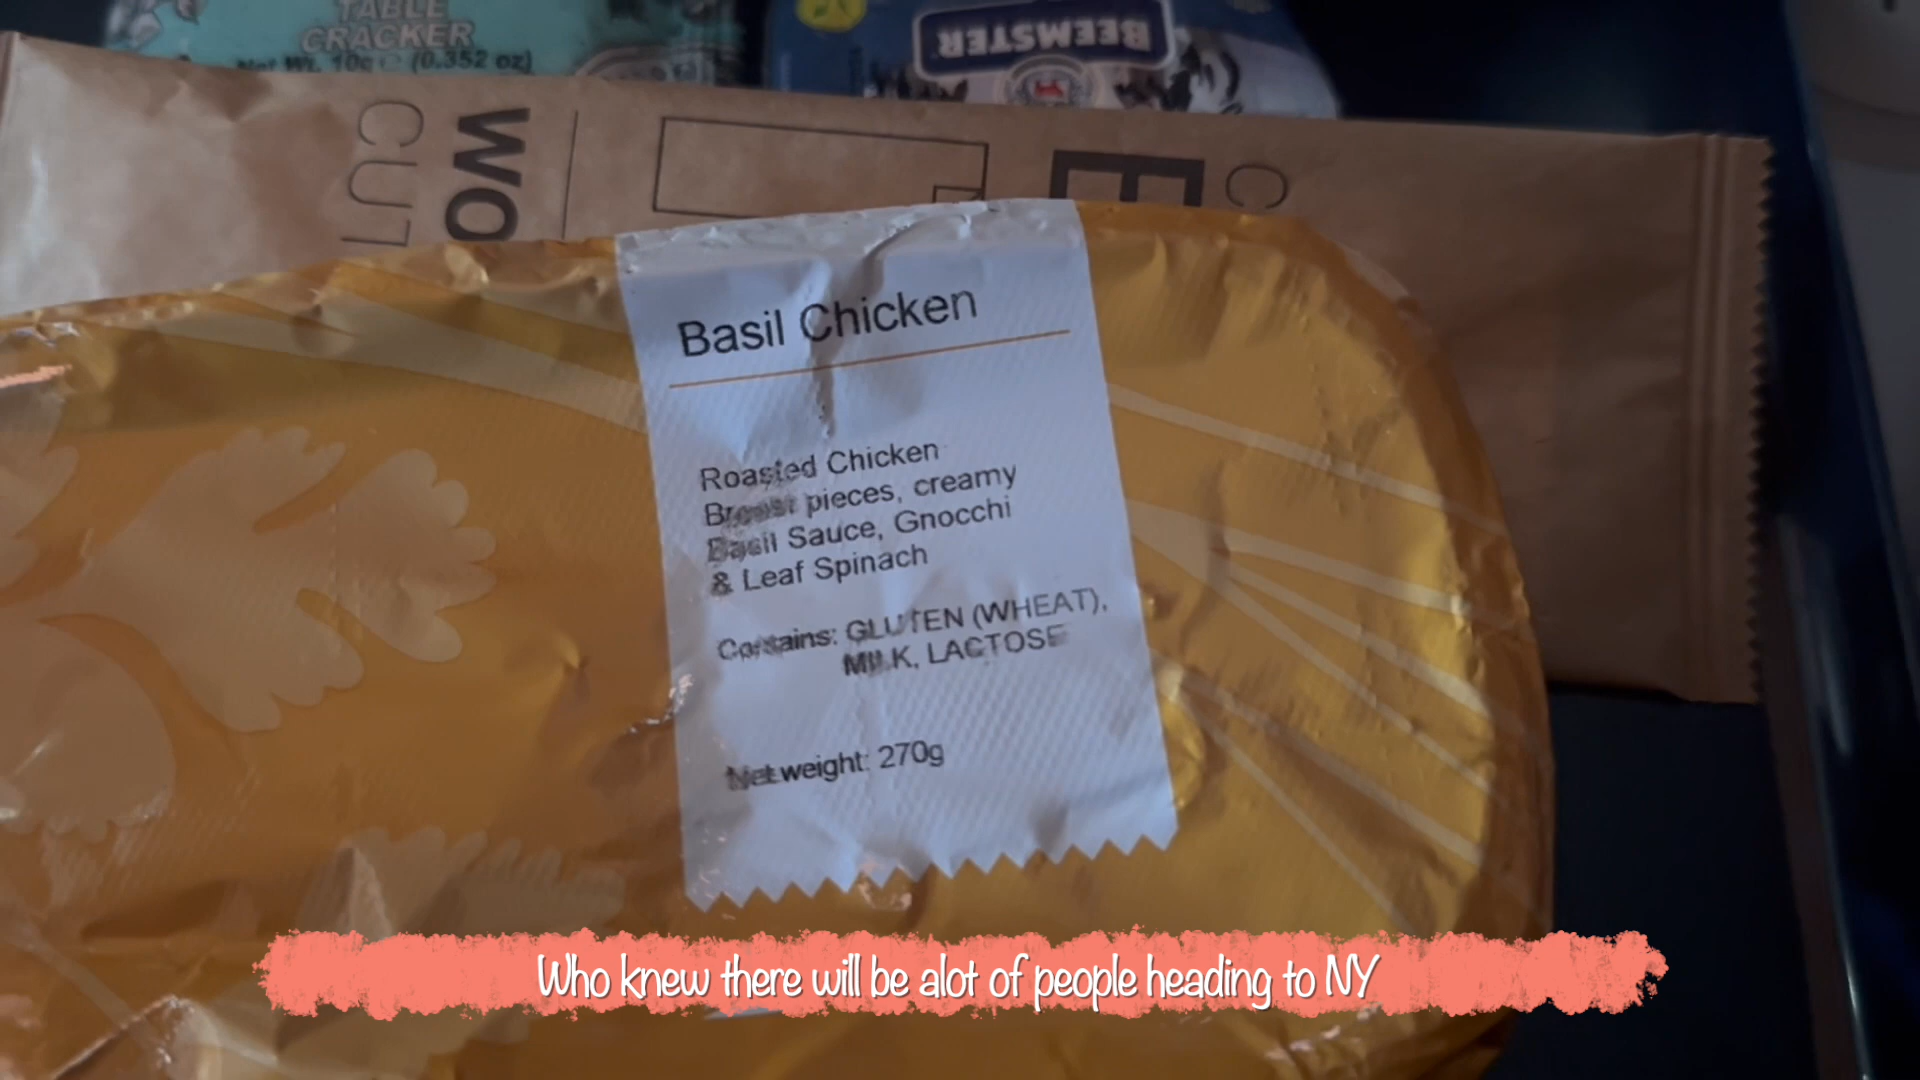 TABLE
CRACKER
Net Wt. 10g e (0.352 oz)
BEEMSTER
WO
CUT
E
C
Basil Chicken
Roasted Chicken
Breast pieces, creamy
Basil Sauce, Gnocchi
& Leaf Spinach
Contains: GLUTEN (WHEAT),
MILK, LACTOSE
Net weight: 270g
Who knew there will be alot of people heading to NY